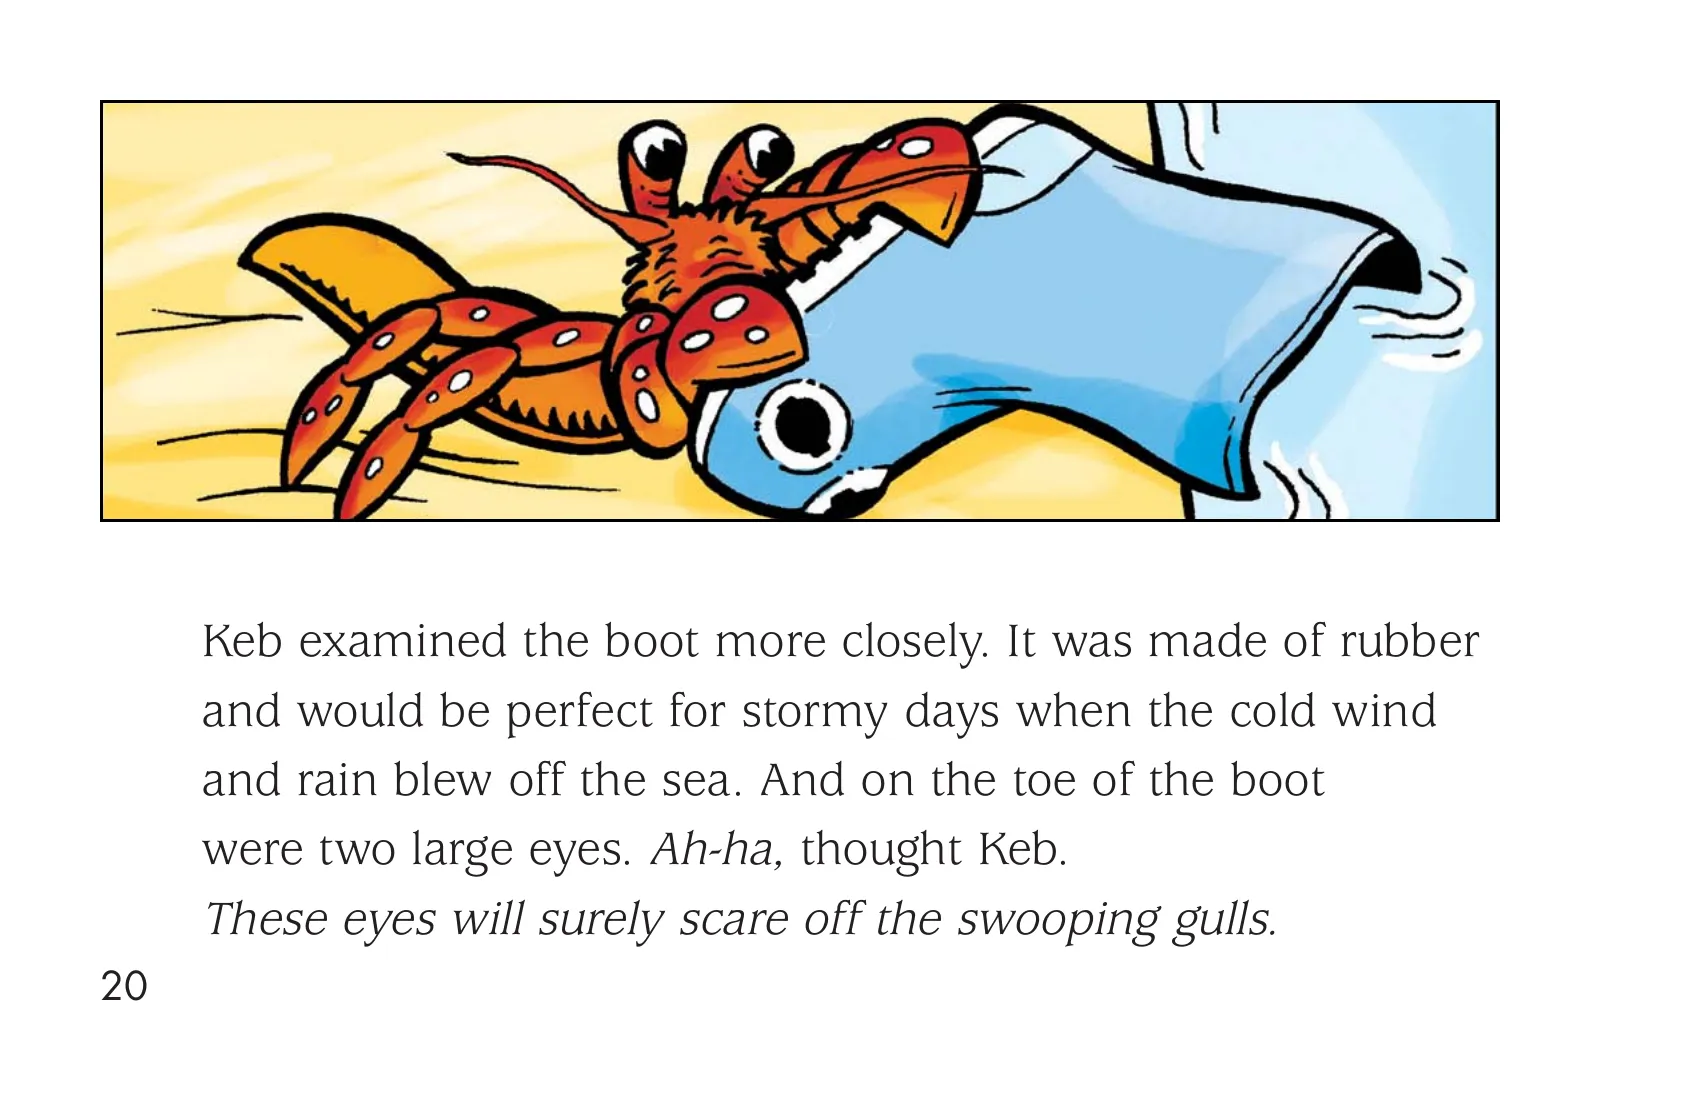 Keb examined the boot more closely. It was made of rubber
and would be perfect for stormy days when the cold wind
and rain blew off the sea. And on the toe of the boot
were two large eyes. Ah-ha, thought Keb.
These eyes will surely scare off the swooping gulls.
20